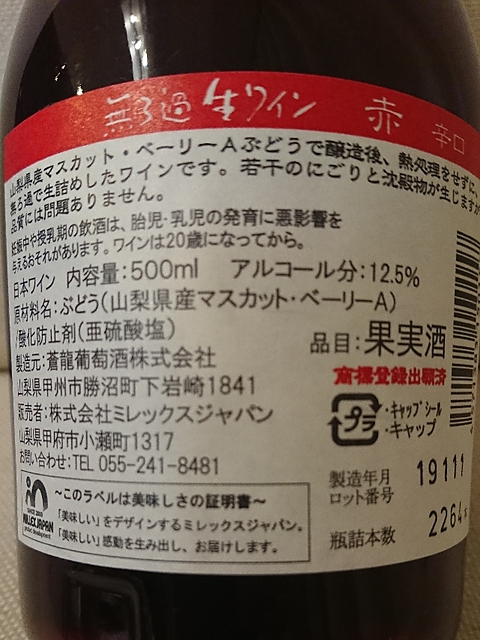 無ろ過 生ワイン 赤 辛口
山梨県産マスカット・ベーリーAぶどうで醸造後、熱処理をせずに、
無ろ過で生詰めしたワインです。若干のにごりと沈殿物が生じますが
品質には問題ありません。
妊娠中や授乳期の飲酒は、胎児・乳児の発育に悪影響を
与えるおそれがあります。ワインは20歳になってから。
日本ワイン 内容量:500ml アルコール分:12.5%
原材料名:ぶどう(山梨県産マスカット・ベーリーA)
/酸化防止剤(亜硫酸塩)
製造元:蒼龍葡萄酒株式会社
山梨県甲州市勝沼町下岩崎1841
販売者:株式会社ミレックスジャパン
山梨県甲府市小瀬町1317
お問い合わせ:TEL 055-241-8481
品目:果実酒
商標登録出願済
プラ
・キャップシール
・キャップ
製造年月
ロット番号
19111
瓶詰本数
2264本
SINCE 2001
MILLEC JAPAN
product development
～このラベルは美味しさの証明書～
「美味しい」をデザインするミレックスジャパン。
「美味しい」感動を生み出し、お届けします。